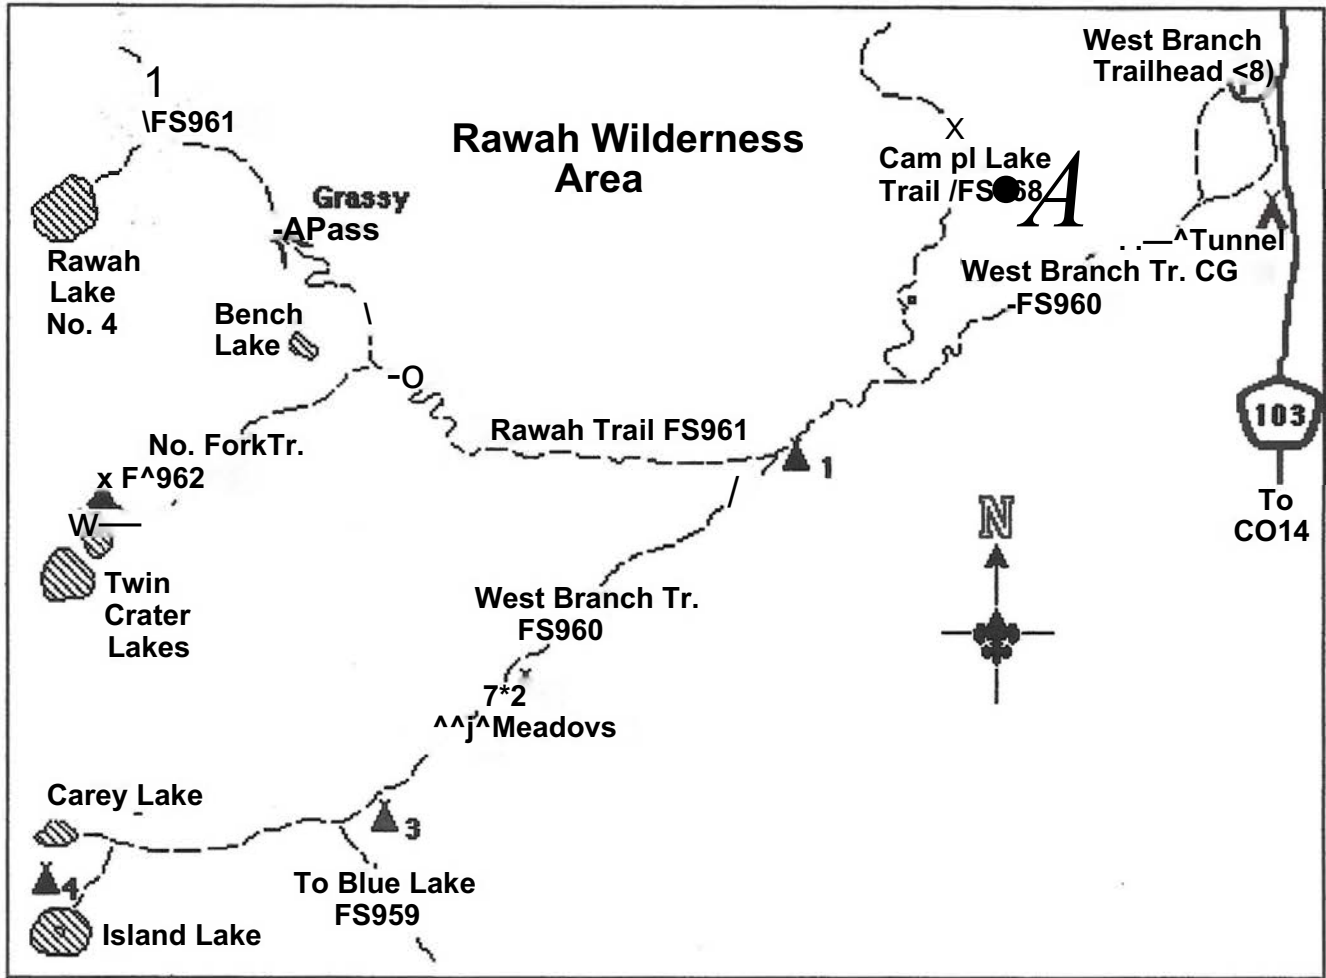 West Branch
Trailhead <8)
1
\FS961
Rawah Wilderness
Area
X
Cam pl Lake
Trail /FS 68
A
Grassy
-APass
. .—^Tunnel
West Branch Tr. CG
-FS960
Rawah
Lake
No. 4
Bench
Lake
-O
103
Rawah Trail FS961
1
No. ForkTr.
x F^962
W—
To
CO14
N
Twin
Crater
Lakes
West Branch Tr.
FS960
7*2
^^j^Meadovs
Carey Lake
3
4
To Blue Lake
FS959
Island Lake